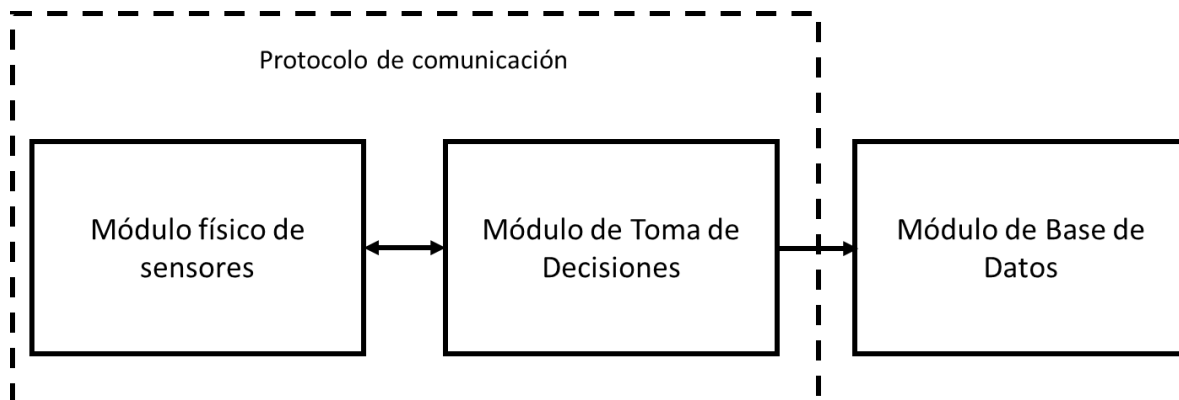 Protocolo de comunicación
Módulo físico de
sensores
Módulo de Toma de
Decisiones
Módulo de Base de
Datos